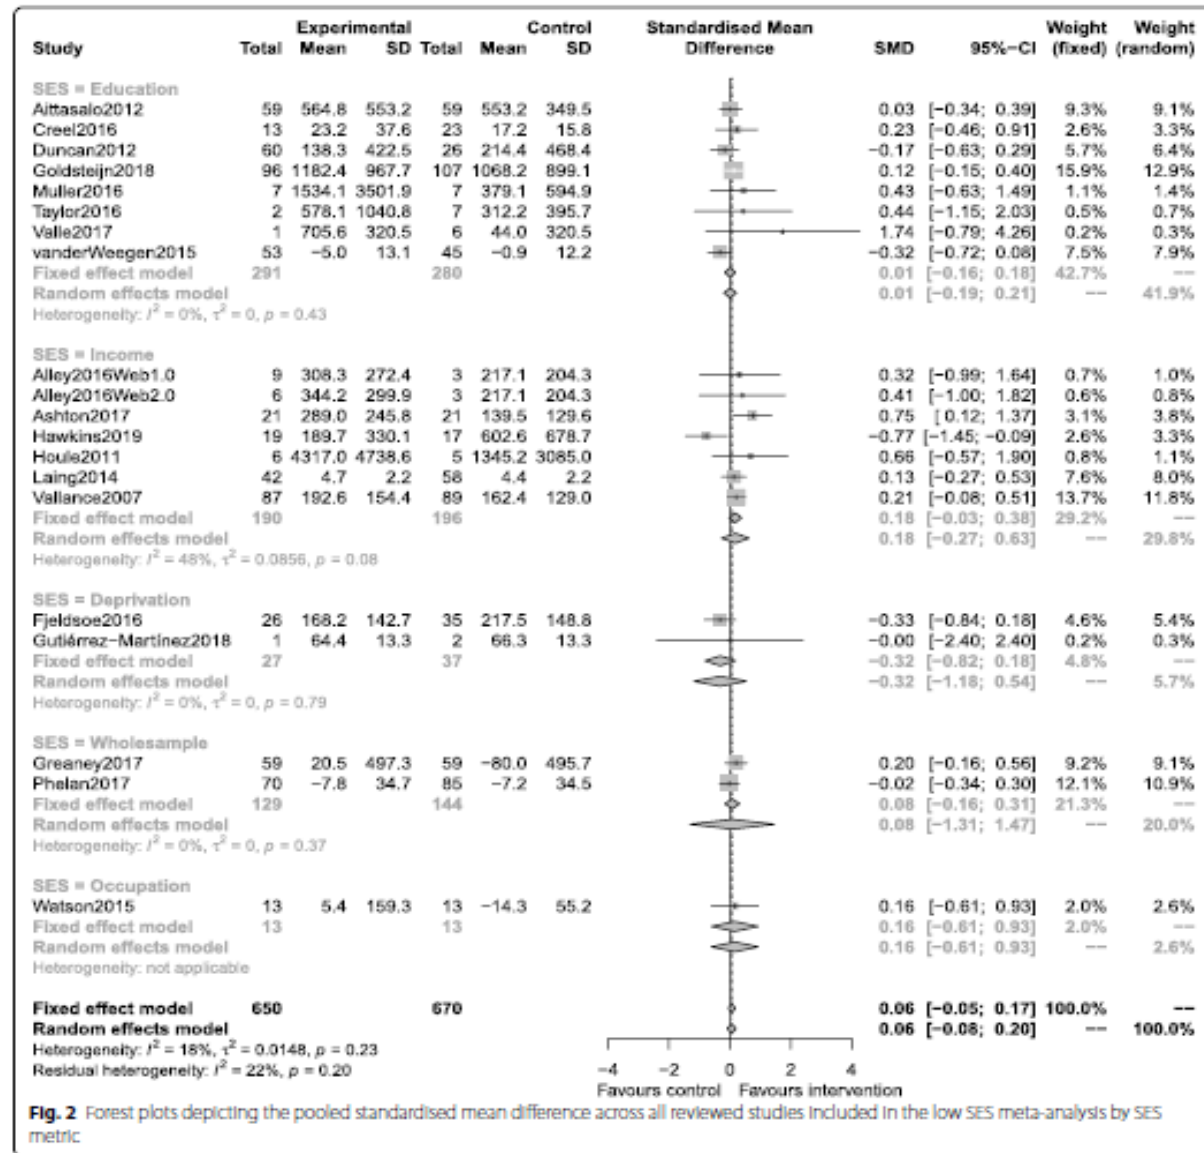 Experimental Control Standardised Mean Weight Weight
Study Total Mean SD Total Mean SD Difference SMD 95%−CI (fixed) (random)
SES = Education
Aittasalo2012 59 564.8 553.2 59 553.2 349.5 0.03 [−0.34; 0.39] 9.3% 9.1%
Creel2016 13 23.2 37.6 23 17.2 15.8 0.23 [−0.46; 0.91] 2.6% 3.3%
Duncan2012 60 138.3 422.5 26 214.4 468.4 −0.17 [−0.63; 0.29] 5.7% 6.4%
Goldsteijn2018 96 1182.4 967.7 107 1068.2 899.1 0.12 [−0.15; 0.40] 15.9% 12.9%
Muller2016 7 1534.1 3501.9 7 379.1 594.9 0.43 [−0.63; 1.49] 1.1% 1.4%
Taylor2016 2 578.1 1040.8 7 312.2 395.7 0.44 [−1.15; 2.03] 0.5% 0.7%
Valle2017 1 705.6 320.5 6 44.0 320.5 1.74 [−0.79; 4.26] 0.2% 0.3%
vanderWeegen2015 53 −5.0 13.1 45 −0.9 12.2 −0.32 [−0.72; 0.08] 7.5% 7.9%
Fixed effect model 291 280 0.01 [−0.16; 0.18] 42.7% −−
Random effects model 0.01 [−0.19; 0.21] −− 41.9%
Heterogeneity: I² = 0%, τ² = 0, p = 0.43
SES = Income
Alley2016Web1.0 9 308.3 272.4 3 217.1 204.3 0.32 [−0.99; 1.64] 0.7% 1.0%
Alley2016Web2.0 6 344.2 299.9 3 217.1 204.3 0.41 [−1.00; 1.82] 0.6% 0.8%
Ashton2017 21 289.0 245.8 21 139.5 129.6 0.75 [ 0.12; 1.37] 3.1% 3.8%
Hawkins2019 19 189.7 330.1 17 602.6 678.7 −0.77 [−1.45; −0.09] 2.6% 3.3%
Houle2011 6 4317.0 4738.6 5 1345.2 3085.0 0.66 [−0.57; 1.90] 0.8% 1.1%
Laing2014 42 4.7 2.2 58 4.4 2.2 0.13 [−0.27; 0.53] 7.6% 8.0%
Vallance2007 87 192.6 154.4 89 162.4 129.0 0.21 [−0.08; 0.51] 13.7% 11.8%
Fixed effect model 190 196 0.18 [−0.03; 0.38] 29.2% −−
Random effects model 0.18 [−0.27; 0.63] −− 29.8%
Heterogeneity: I² = 48%, τ² = 0.0856, p = 0.08
SES = Deprivation
Fjeldsoe2016 26 168.2 142.7 35 217.5 148.8 −0.33 [−0.84; 0.18] 4.6% 5.4%
Gutiérrez−Martínez2018 1 64.4 13.3 2 66.3 13.3 −0.00 [−2.40; 2.40] 0.2% 0.3%
Fixed effect model 27 37 −0.32 [−0.82; 0.18] 4.8% −−
Random effects model −0.32 [−1.18; 0.54] −− 5.7%
Heterogeneity: I² = 0%, τ² = 0, p = 0.79
SES = Wholesample
Greaney2017 59 20.5 497.3 59 −80.0 495.7 0.20 [−0.16; 0.56] 9.2% 9.1%
Phelan2017 70 −7.8 34.7 85 −7.2 34.5 −0.02 [−0.34; 0.30] 12.1% 10.9%
Fixed effect model 129 144 0.08 [−0.16; 0.31] 21.3% −−
Random effects model 0.08 [−1.31; 1.47] −− 20.0%
Heterogeneity: I² = 0%, τ² = 0, p = 0.37
SES = Occupation
Watson2015 13 5.4 159.3 13 −14.3 55.2 0.16 [−0.61; 0.93] 2.0% 2.6%
Fixed effect model 13 13 0.16 [−0.61; 0.93] 2.0% −−
Random effects model 0.16 [−0.61; 0.93] −− 2.6%
Heterogeneity: not applicable
Fixed effect model 650 670 0.06 [−0.05; 0.17] 100.0% −−
Random effects model 0.06 [−0.08; 0.20] −− 100.0%
Heterogeneity: I² = 18%, τ² = 0.0148, p = 0.23
Residual heterogeneity: I² = 22%, p = 0.20
−4 −2 0 2 4
Favours control Favours intervention
Fig. 2 Forest plots depicting the pooled standardised mean difference across all reviewed studies included in the low SES meta-analysis by SES
metric